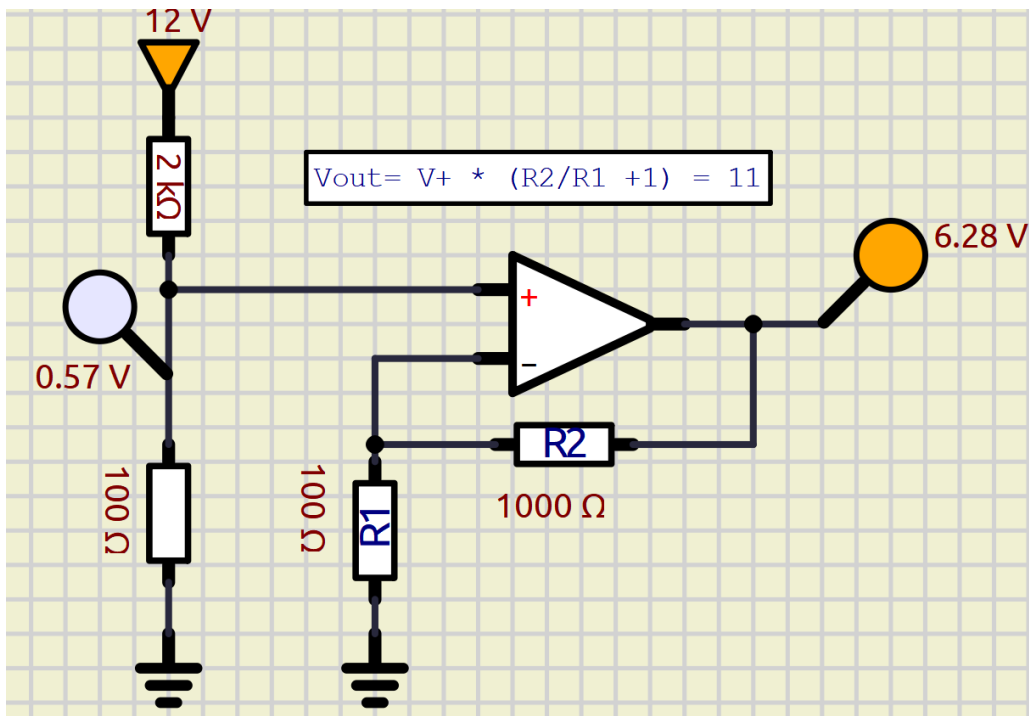 12 V
2 kΩ
Vout= V+ * (R2/R1 +1) = 11
6.28 V
+
−
0.57 V
R2
100 Ω
100 Ω
R1
1000 Ω